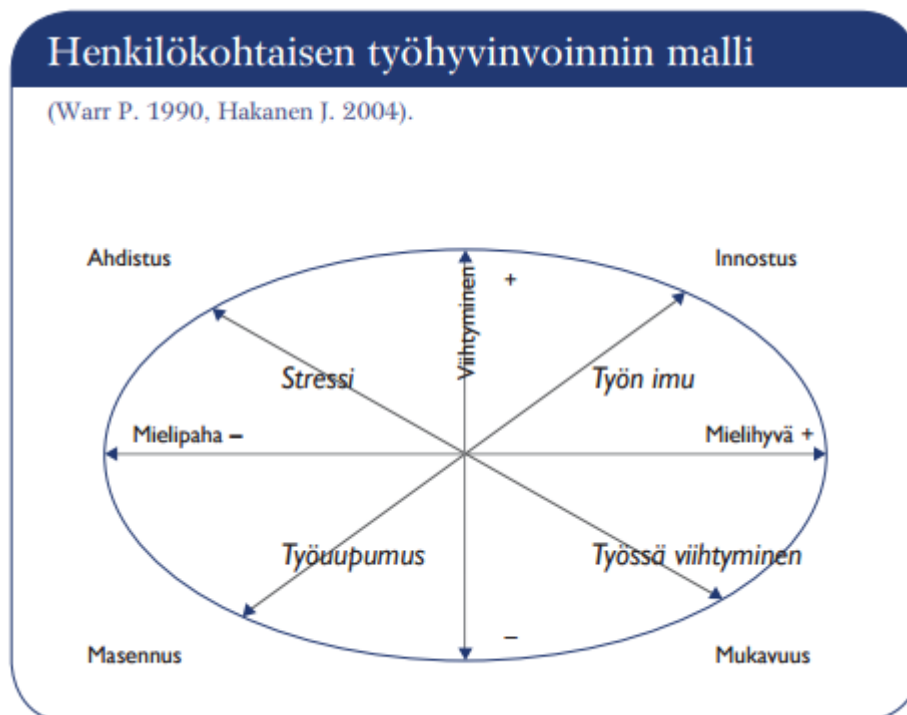 Henkilökohtaisen työhyvinvoinnin malli
(Warr P. 1990, Hakanen J. 2004).
Ahdistus
Innostus
Viihtyminen
+
Stressi
Työn imu
Mielipaha –
Mielihyvä +
Työuupumus
Työssä viihtyminen
–
Masennus
Mukavuus